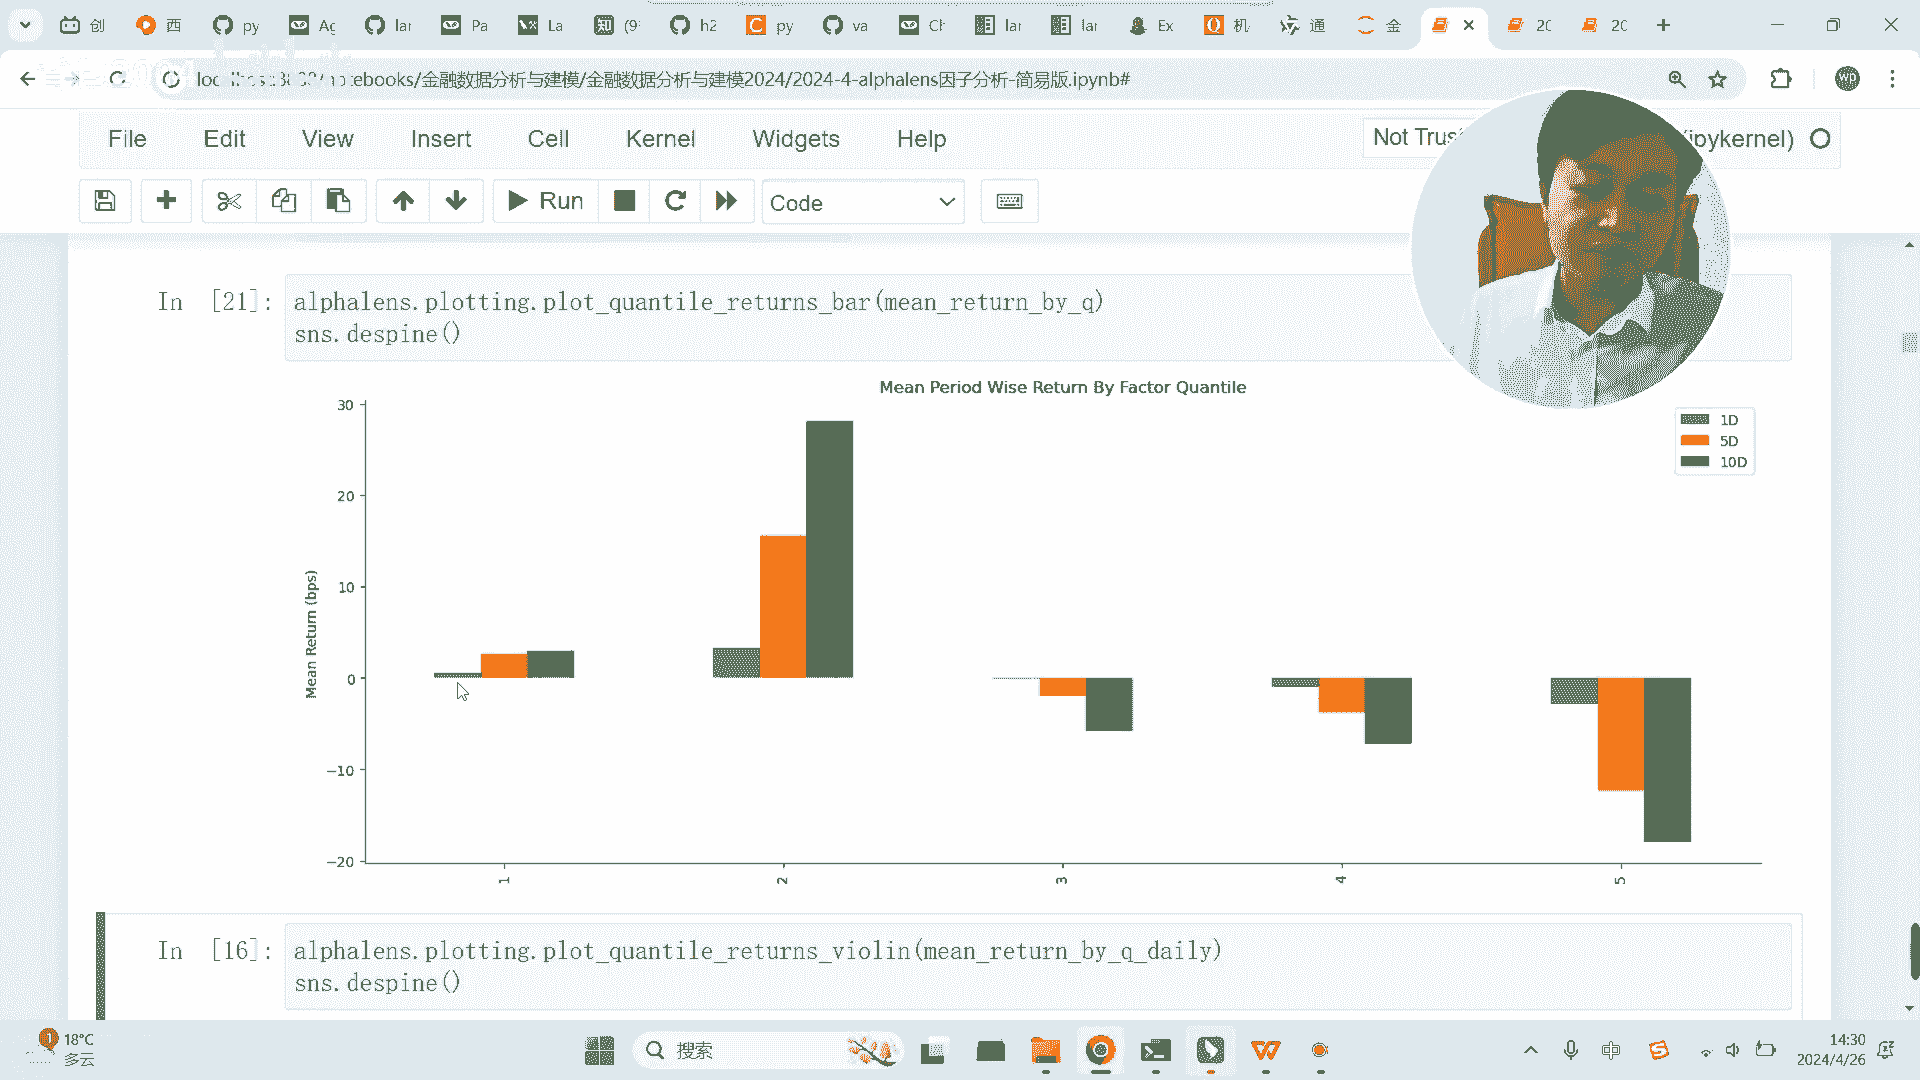 创 西 py Ag lar Pa La (9 h2 py va Ch lar lar Ex 机 通 金 2C 2C
notebooks/金融数据分析与建模/金融数据分析与建模2024/2024-4-alphalens因子分析-简易版.ipynb#
wp
File Edit View Insert Cell Kernel Widgets Help
Not Trus
(ipykernel)
Run
Code
In [21]:
alphalens.plotting.plot_quantile_returns_bar(mean_return_by_q)
sns.despine()
Mean Period Wise Return By Factor Quantile
1D
5D
10D
Mean Return (bps)
30
20
10
0
−10
−20
1 2 3 4 5
In [16]:
alphalens.plotting.plot_quantile_returns_violin(mean_return_by_q_daily)
sns.despine()
1
18°C
多云
搜索
中
14:30
2024/4/26